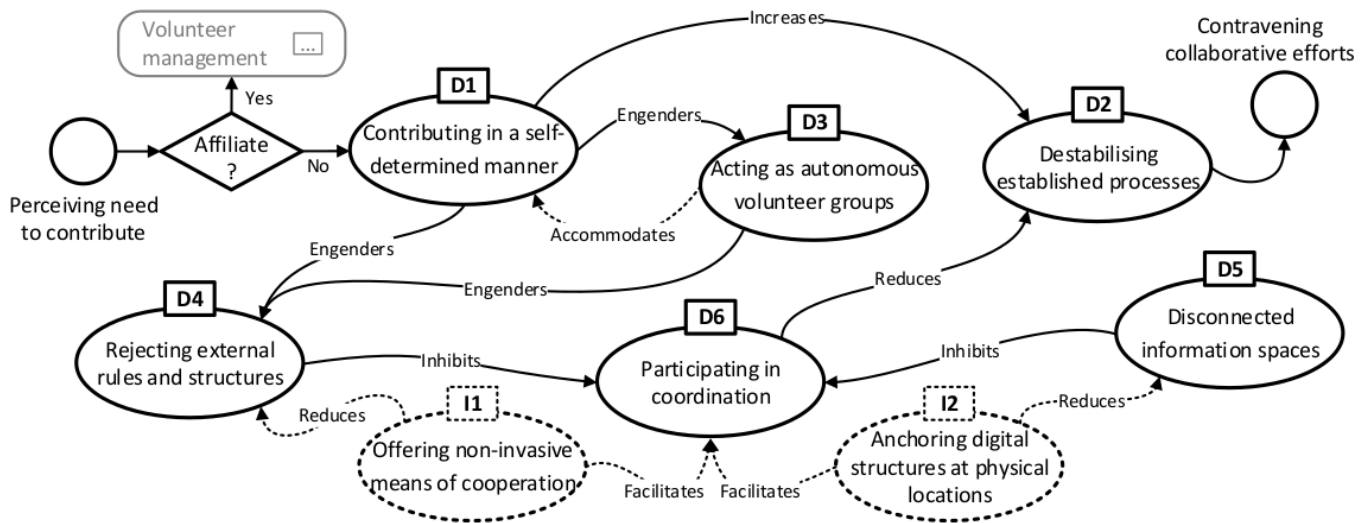 Volunteer
management
...
Increases
Contravening
collaborative efforts
Yes
D1
D2
Affiliate
?
No
Contributing in a self-
determined manner
Engenders
D3
Acting as autonomous
volunteer groups
Destabilising
established processes
Perceiving need
to contribute
Accommodates
Engenders
Engenders
Reduces
D4
D6
D5
Rejecting external
rules and structures
Inhibits
Participating in
coordination
Inhibits
Disconnected
information spaces
Reduces
I1
I2
Reduces
Offering non-invasive
means of cooperation
Facilitates
Facilitates
Anchoring digital
structures at physical
locations